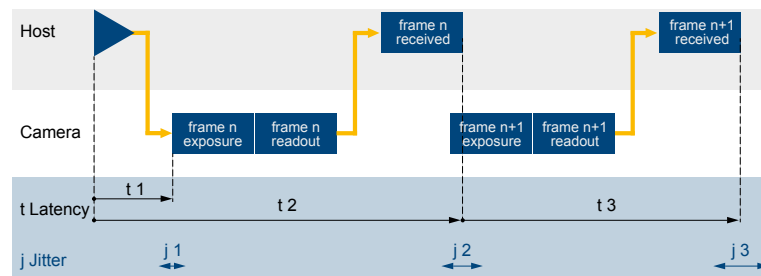 Host
frame n
received
frame n+1
received
Camera
frame n
exposure
frame n
readout
frame n+1
exposure
frame n+1
readout
t Latency
t 1
t 2
t 3
j Jitter
j 1
j 2
j 3